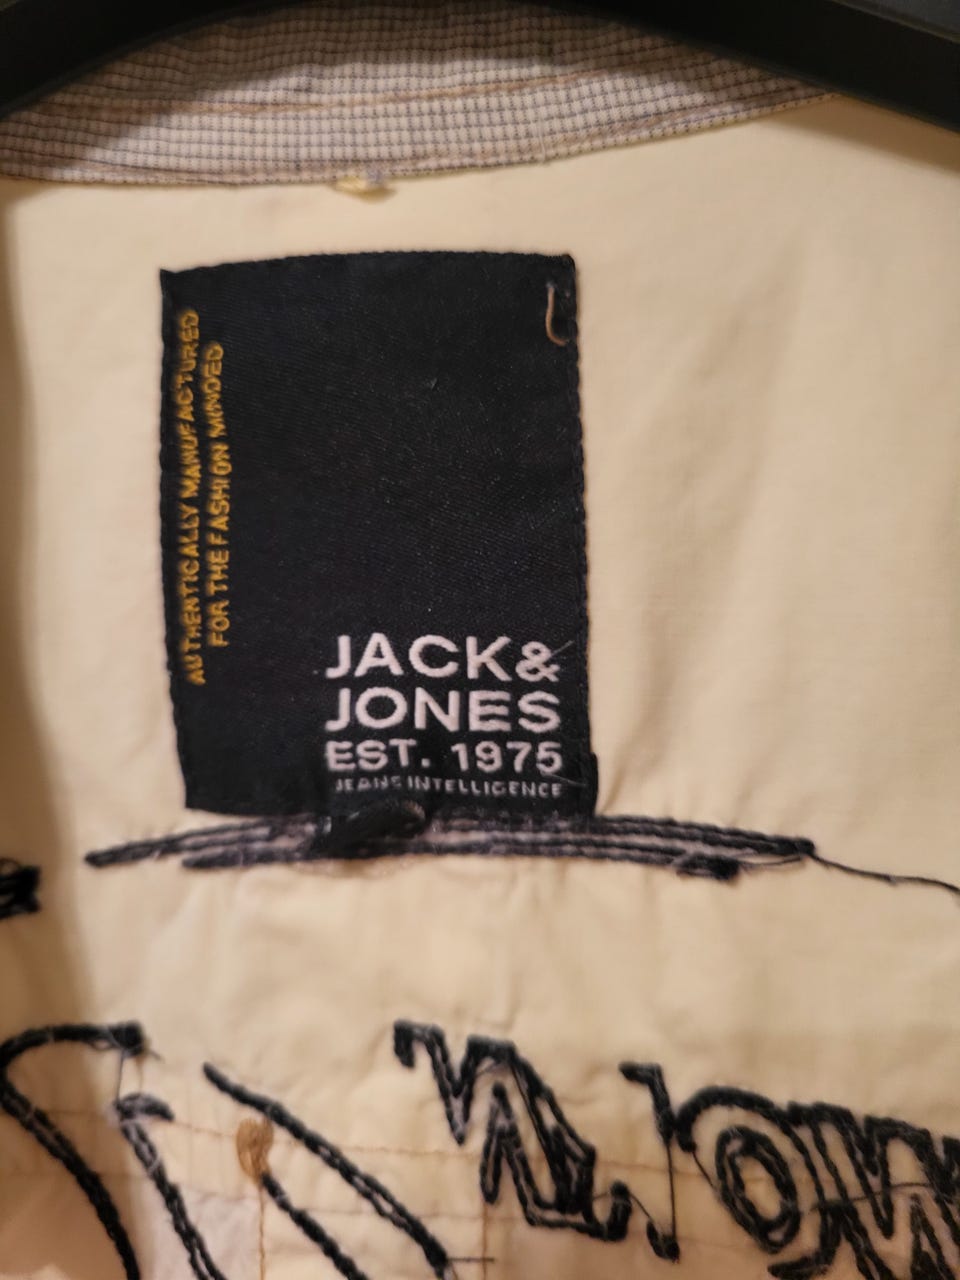 AUTHENTICALLY MANUFACTURED
FOR THE FASHION MINDED
JACK&
JONES
EST. 1975
JEANS INTELLIGENCE